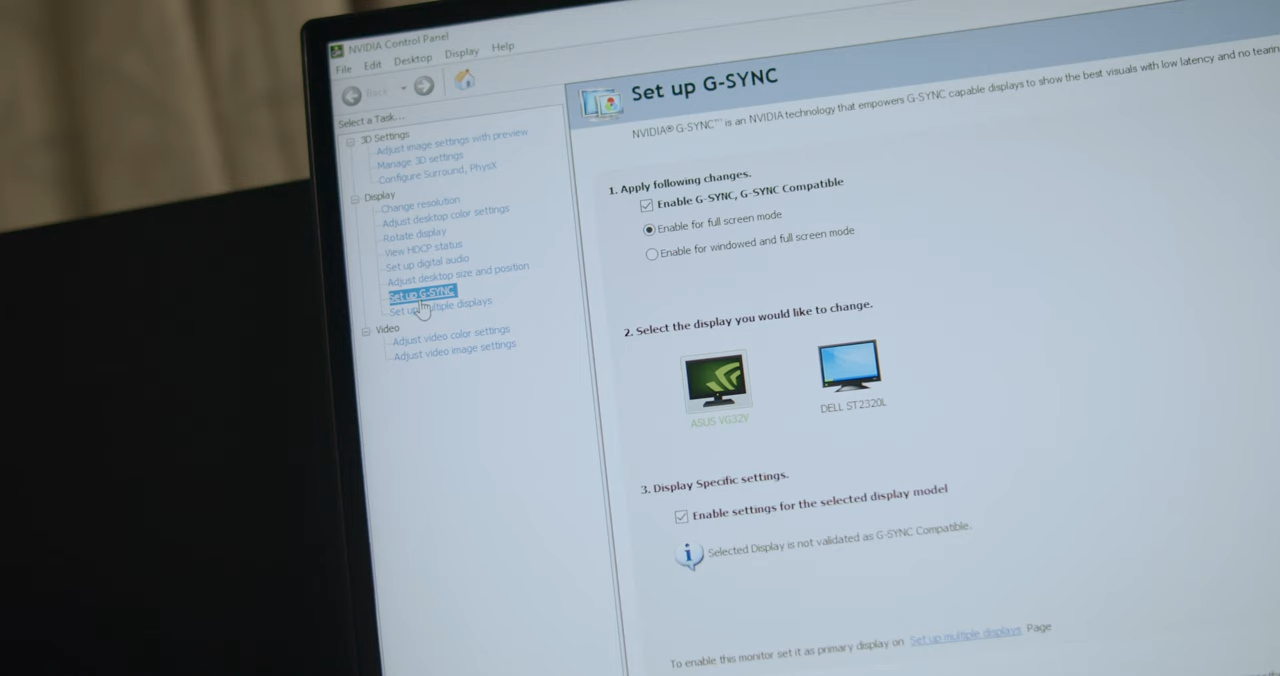 NVIDIA Control Panel
File Edit Desktop Display Help
Back
Select a Task...
3D Settings
Adjust image settings with preview
Manage 3D settings
Configure Surround, PhysX
Display
Change resolution
Adjust desktop color settings
Rotate display
View HDCP status
Set up digital audio
Adjust desktop size and position
Set up G-SYNC
Set up multiple displays
Video
Adjust video color settings
Adjust video image settings
Set up G-SYNC
NVIDIA® G-SYNC™ is an NVIDIA technology that empowers G-SYNC capable displays to show the best visuals with low latency and no tearin
1. Apply following changes.
Enable G-SYNC, G-SYNC Compatible
Enable for full screen mode
Enable for windowed and full screen mode
2. Select the display you would like to change.
ASUS VG32V
DELL ST2320L
3. Display Specific settings.
Enable settings for the selected display model
Selected Display is not validated as G-SYNC Compatible.
To enable this monitor set it as primary display on Set up multiple displays Page